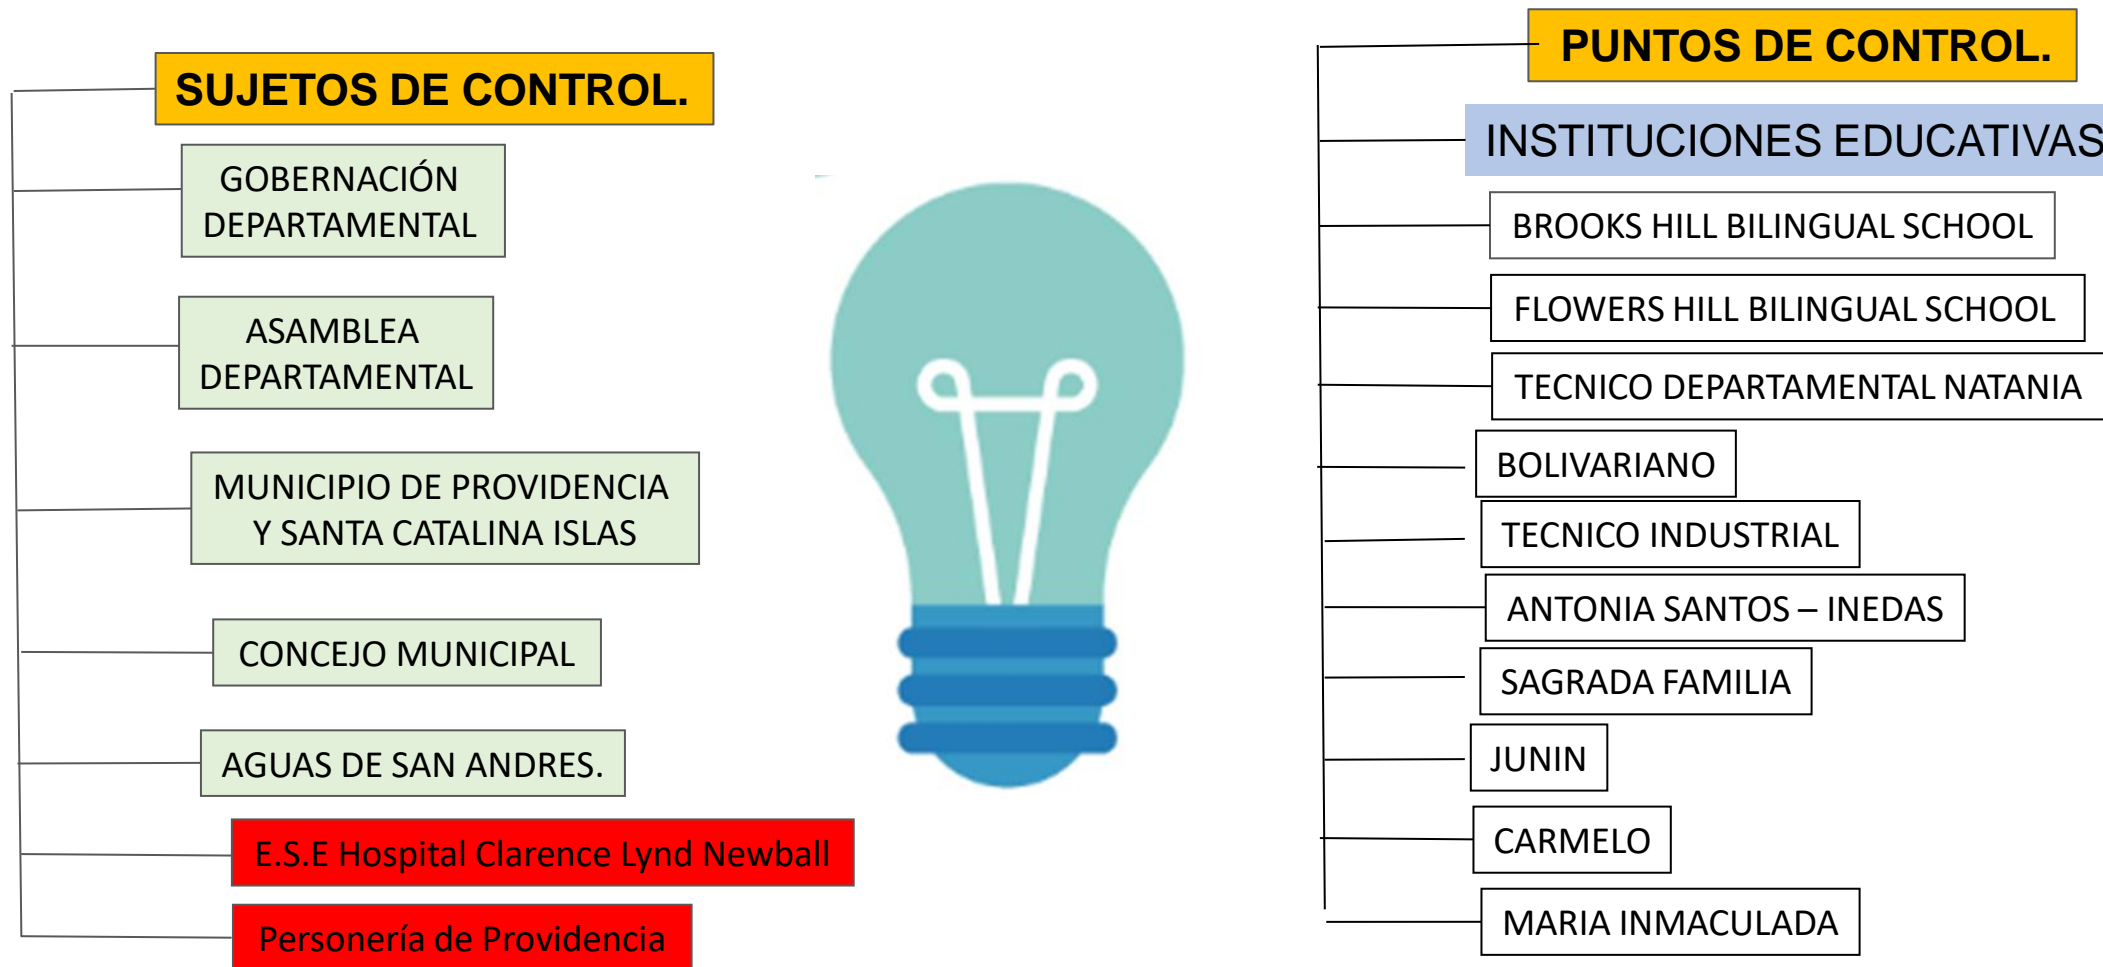 SUJETOS DE CONTROL.
GOBERNACIÓN
DEPARTAMENTAL
ASAMBLEA
DEPARTAMENTAL
MUNICIPIO DE PROVIDENCIA
Y SANTA CATALINA ISLAS
CONCEJO MUNICIPAL
AGUAS DE SAN ANDRES.
E.S.E Hospital Clarence Lynd Newball
Personería de Providencia
PUNTOS DE CONTROL.
INSTITUCIONES EDUCATIVAS
BROOKS HILL BILINGUAL SCHOOL
FLOWERS HILL BILINGUAL SCHOOL
TECNICO DEPARTAMENTAL NATANIA
BOLIVARIANO
TECNICO INDUSTRIAL
ANTONIA SANTOS – INEDAS
SAGRADA FAMILIA
JUNIN
CARMELO
MARIA INMACULADA